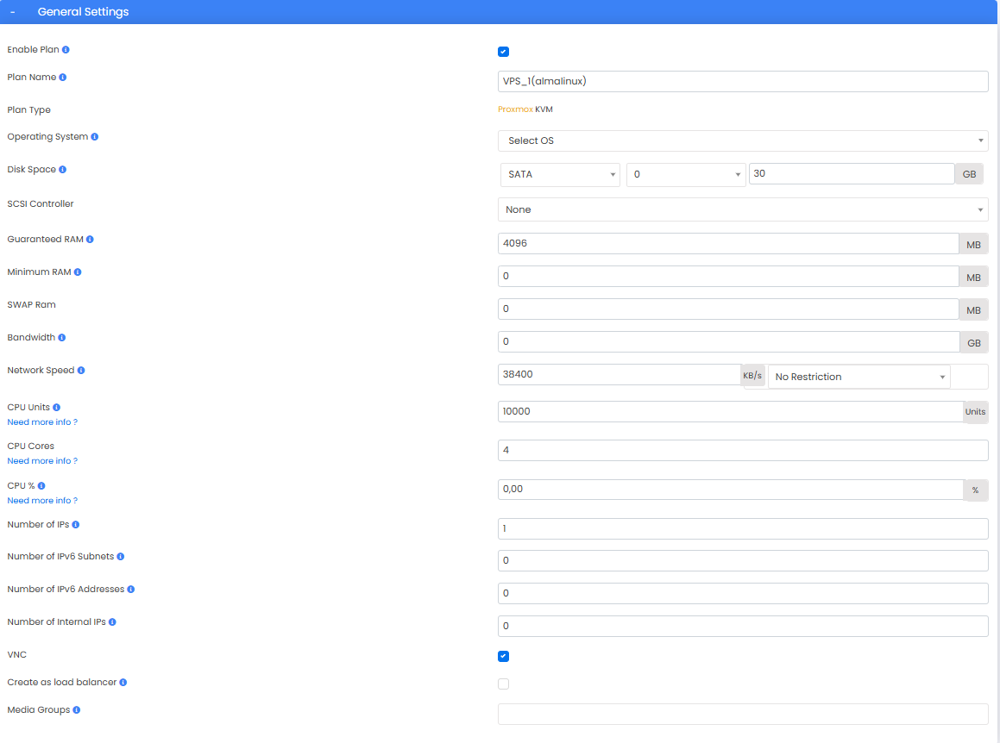 - General Settings
Enable Plan
Plan Name VPS_1(almalinux)
Plan Type Proxmox KVM
Operating System Select OS
Disk Space SATA 0 30 GB
SCSI Controller None
Guaranteed RAM 4096 MB
Minimum RAM 0 MB
SWAP Ram 0 MB
Bandwidth 0 GB
Network Speed 38400 KB/s No Restriction
CPU Units 10000 Units
Need more info ?
CPU Cores 4
Need more info ?
CPU % 0,00 %
Need more info ?
Number of IPs 1
Number of IPv6 Subnets 0
Number of IPv6 Addresses 0
Number of Internal IPs 0
VNC
Create as load balancer
Media Groups